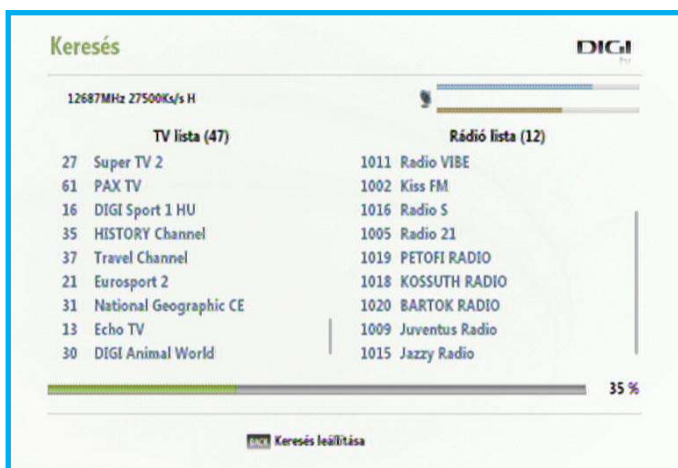 Keresés
DIGI
tv
12687MHz 27500Ks/s H
TV lista (47)
Rádió lista (12)
27 Super TV 2
61 PAX TV
16 DIGI Sport 1 HU
35 HISTORY Channel
37 Travel Channel
21 Eurosport 2
31 National Geographic CE
13 Echo TV
30 DIGI Animal World
1011 Radio VIBE
1002 Kiss FM
1016 Radio S
1005 Radio 21
1019 PETOFI RADIO
1018 KOSSUTH RADIO
1020 BARTOK RADIO
1009 Juventus Radio
1015 Jazzy Radio
35 %
BACK Keresés leállítása